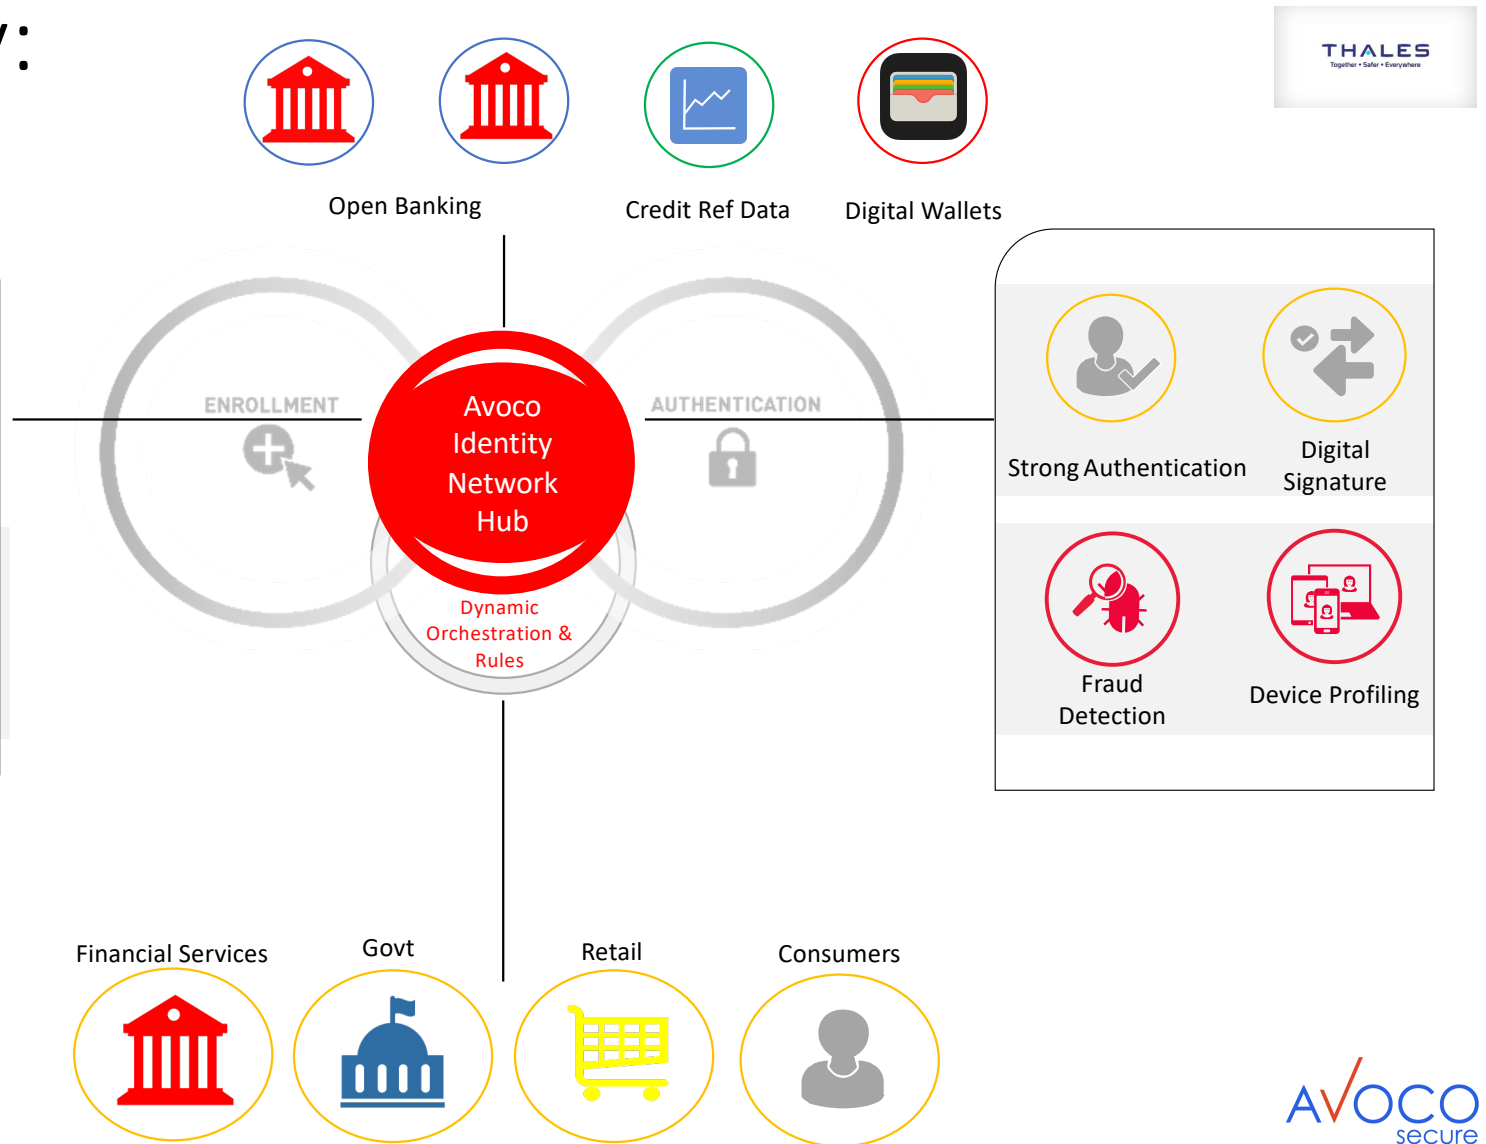 :
THALES
Together • Safer • Everywhere
Open Banking
Credit Ref Data
Digital Wallets
ENROLLMENT
Avoco
Identity
Network
Hub
AUTHENTICATION
Dynamic
Orchestration &
Rules
Strong Authentication
Digital
Signature
Fraud
Detection
Device Profiling
Financial Services
Govt
Retail
Consumers
AVOCO
secure